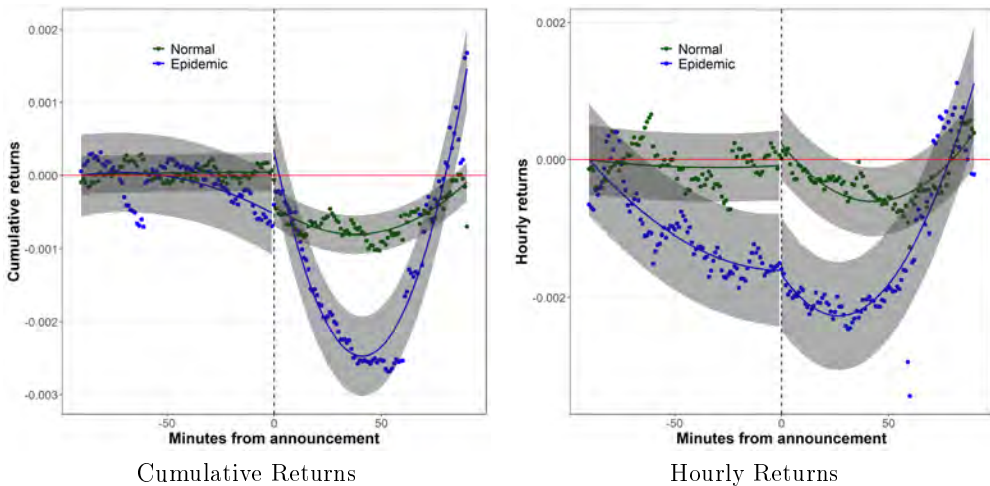 0.002
0.001
0.000
-0.001
-0.002
-0.003
Cumulative returns
Normal
Epidemic
-50
0
50
Minutes from announcement
Cumulative Returns
0.002
0.000
-0.002
Hourly returns
Normal
Epidemic
-50
0
50
Minutes from announcement
Hourly Returns